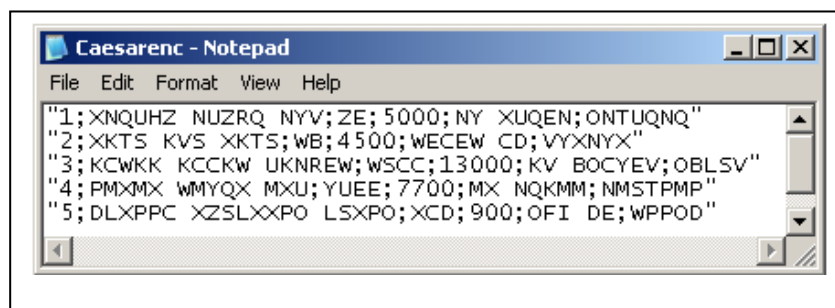 Caesarenc - Notepad
File Edit Format View Help
"1;XNQUHZ NUZRQ NYV;ZE;5000;NY XUQEN;ONTUQNQ"
"2;XKTS KVS XKTS;WB;4500;WECEW CD;VYXNYX"
"3;KCWKK KCCKW UKNREW;WSCC;13000;KV BOCYEV;OBLSV"
"4;PMXMX WMYQX MXU;YUEE;7700;MX NQKMM;NMSTPMP"
"5;DLXPPC XZSLXXPO LSXPO;XCD;900;OFI DE;WPPOD"